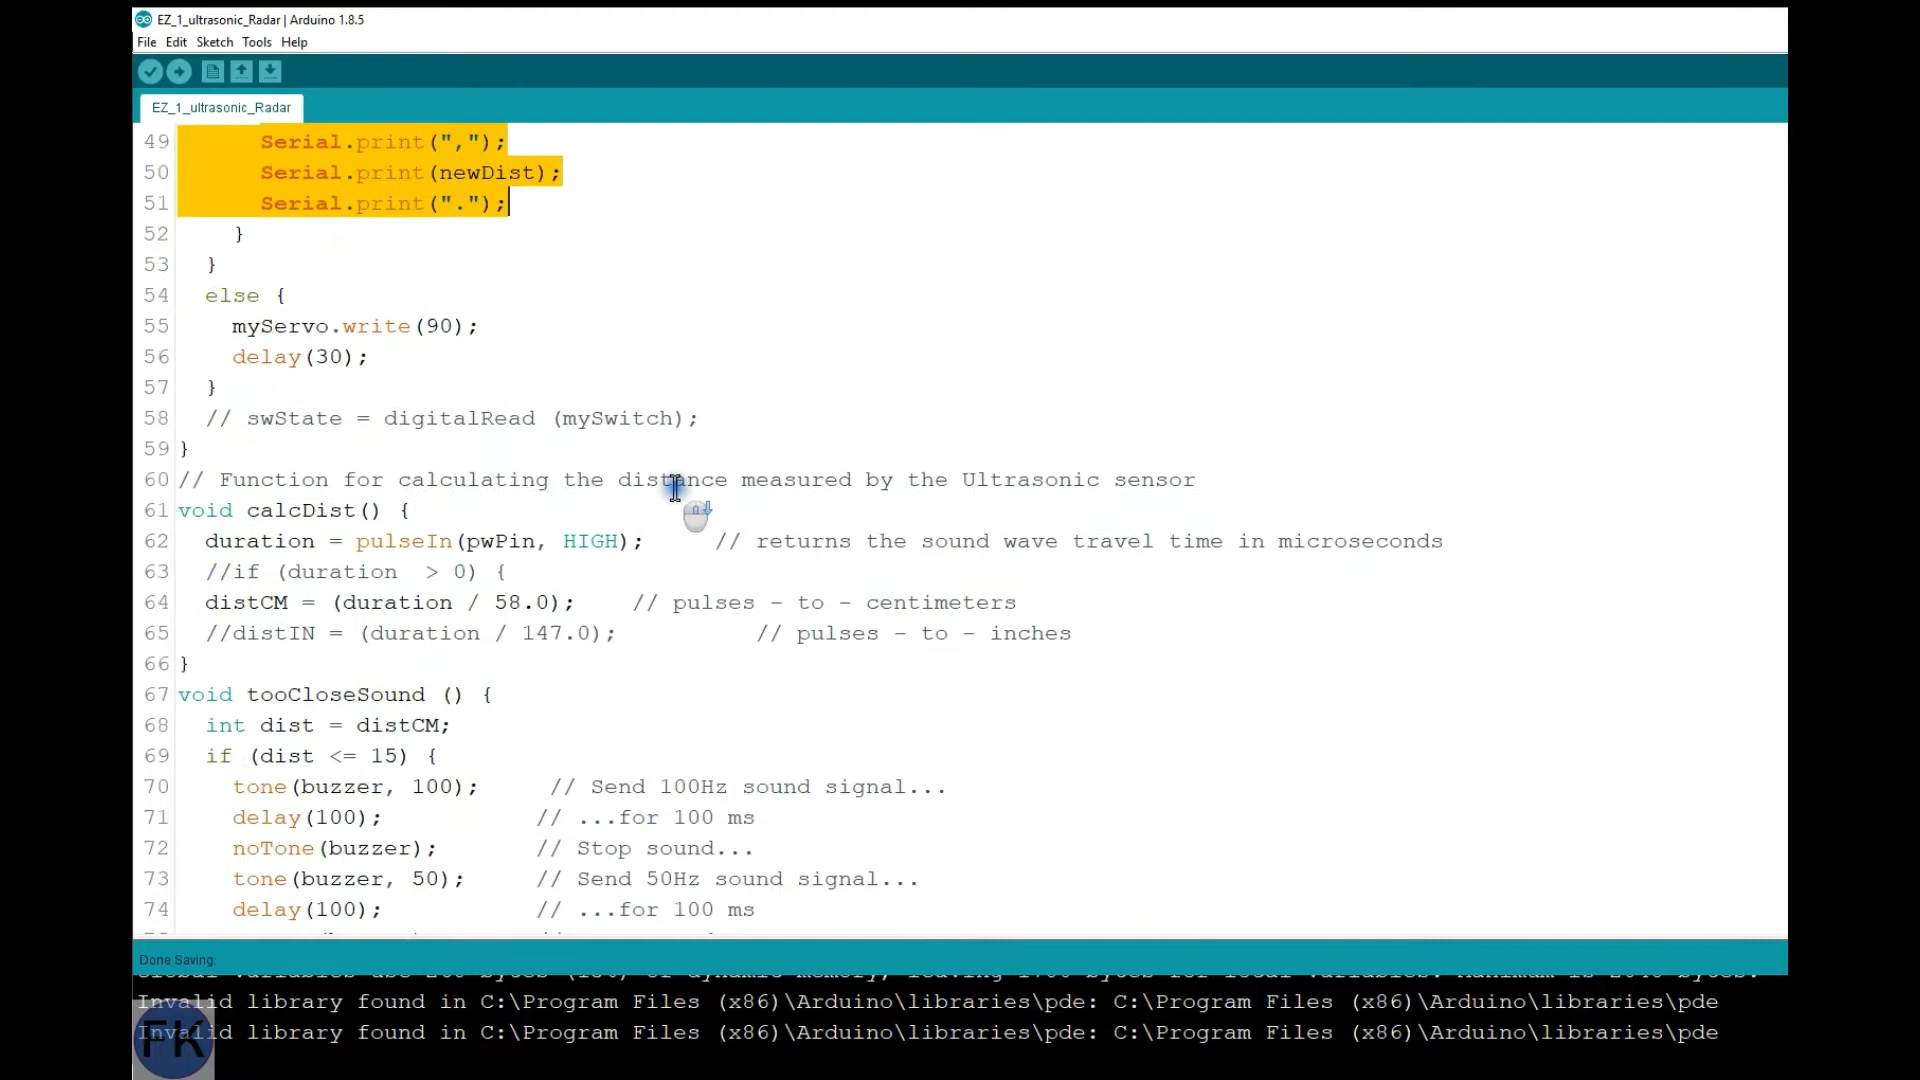 EZ_1_ultrasonic_Radar | Arduino 1.8.5
File Edit Sketch Tools Help
EZ_1_ultrasonic_Radar
49 Serial.print(",");
50 Serial.print(newDist);
51 Serial.print(".");
52 }
53 }
54 else {
55 myServo.write(90);
56 delay(30);
57 }
58 // swState = digitalRead (mySwitch);
59 }
60 // Function for calculating the distance measured by the Ultrasonic sensor
61 void calcDist() {
62 duration = pulseIn(pwPin, HIGH); // returns the sound wave travel time in microseconds
63 //if (duration > 0) {
64 distCM = (duration / 58.0); // pulses - to - centimeters
65 //distIN = (duration / 147.0); // pulses - to - inches
66 }
67 void tooCloseSound () {
68 int dist = distCM;
69 if (dist <= 15) {
70 tone(buzzer, 100); // Send 100Hz sound signal...
71 delay(100); // ...for 100 ms
72 noTone(buzzer); // Stop sound...
73 tone(buzzer, 50); // Send 50Hz sound signal...
74 delay(100); // ...for 100 ms
Done Saving.
Invalid library found in C:\Program Files (x86)\Arduino\libraries\pde: C:\Program Files (x86)\Arduino\libraries\pde
Invalid library found in C:\Program Files (x86)\Arduino\libraries\pde: C:\Program Files (x86)\Arduino\libraries\pde
FK